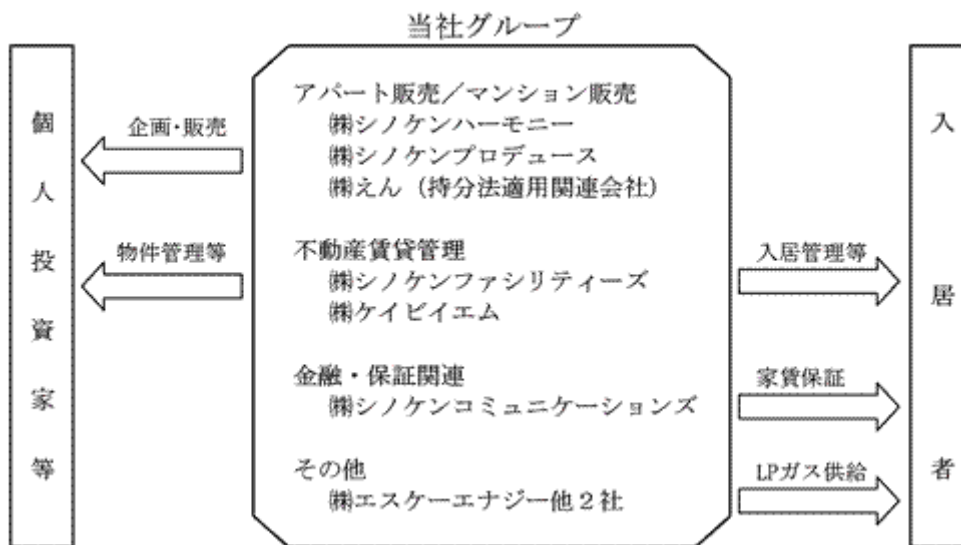 当社グループ
個人投資家等
企画・販売
物件管理等
アパート販売／マンション販売
㈱シノケンハーモニー
㈱シノケンプロデュース
㈱えん（持分法適用関連会社）
不動産賃貸管理
㈱シノケンファシリティーズ
㈱ケイビイエム
金融・保証関連
㈱シノケンコミュニケーションズ
その他
㈱エスケーエナジー他２社
入居管理等
家賃保証
LPガス供給
入居者